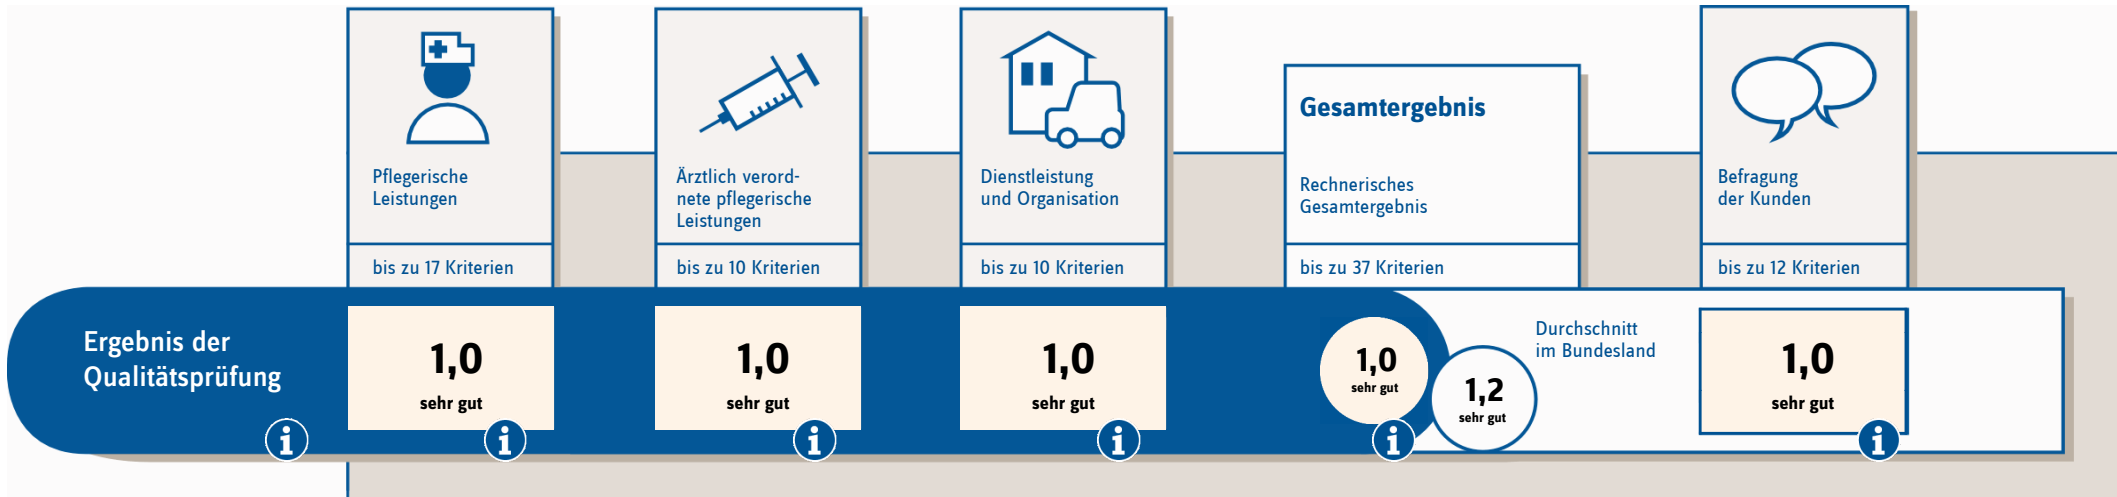 Pflegerische
Leistungen
bis zu 17 Kriterien
Ärztlich verord-
nete pflegerische
Leistungen
bis zu 10 Kriterien
Dienstleistung
und Organisation
bis zu 10 Kriterien
Gesamtergebnis
Rechnerisches
Gesamtergebnis
bis zu 37 Kriterien
Befragung
der Kunden
bis zu 12 Kriterien
Ergebnis der
Qualitätsprüfung
i
1,0
sehr gut
i
1,0
sehr gut
i
1,0
sehr gut
i
1,0
sehr gut
i
1,2
sehr gut
Durchschnitt
im Bundesland
1,0
sehr gut
i